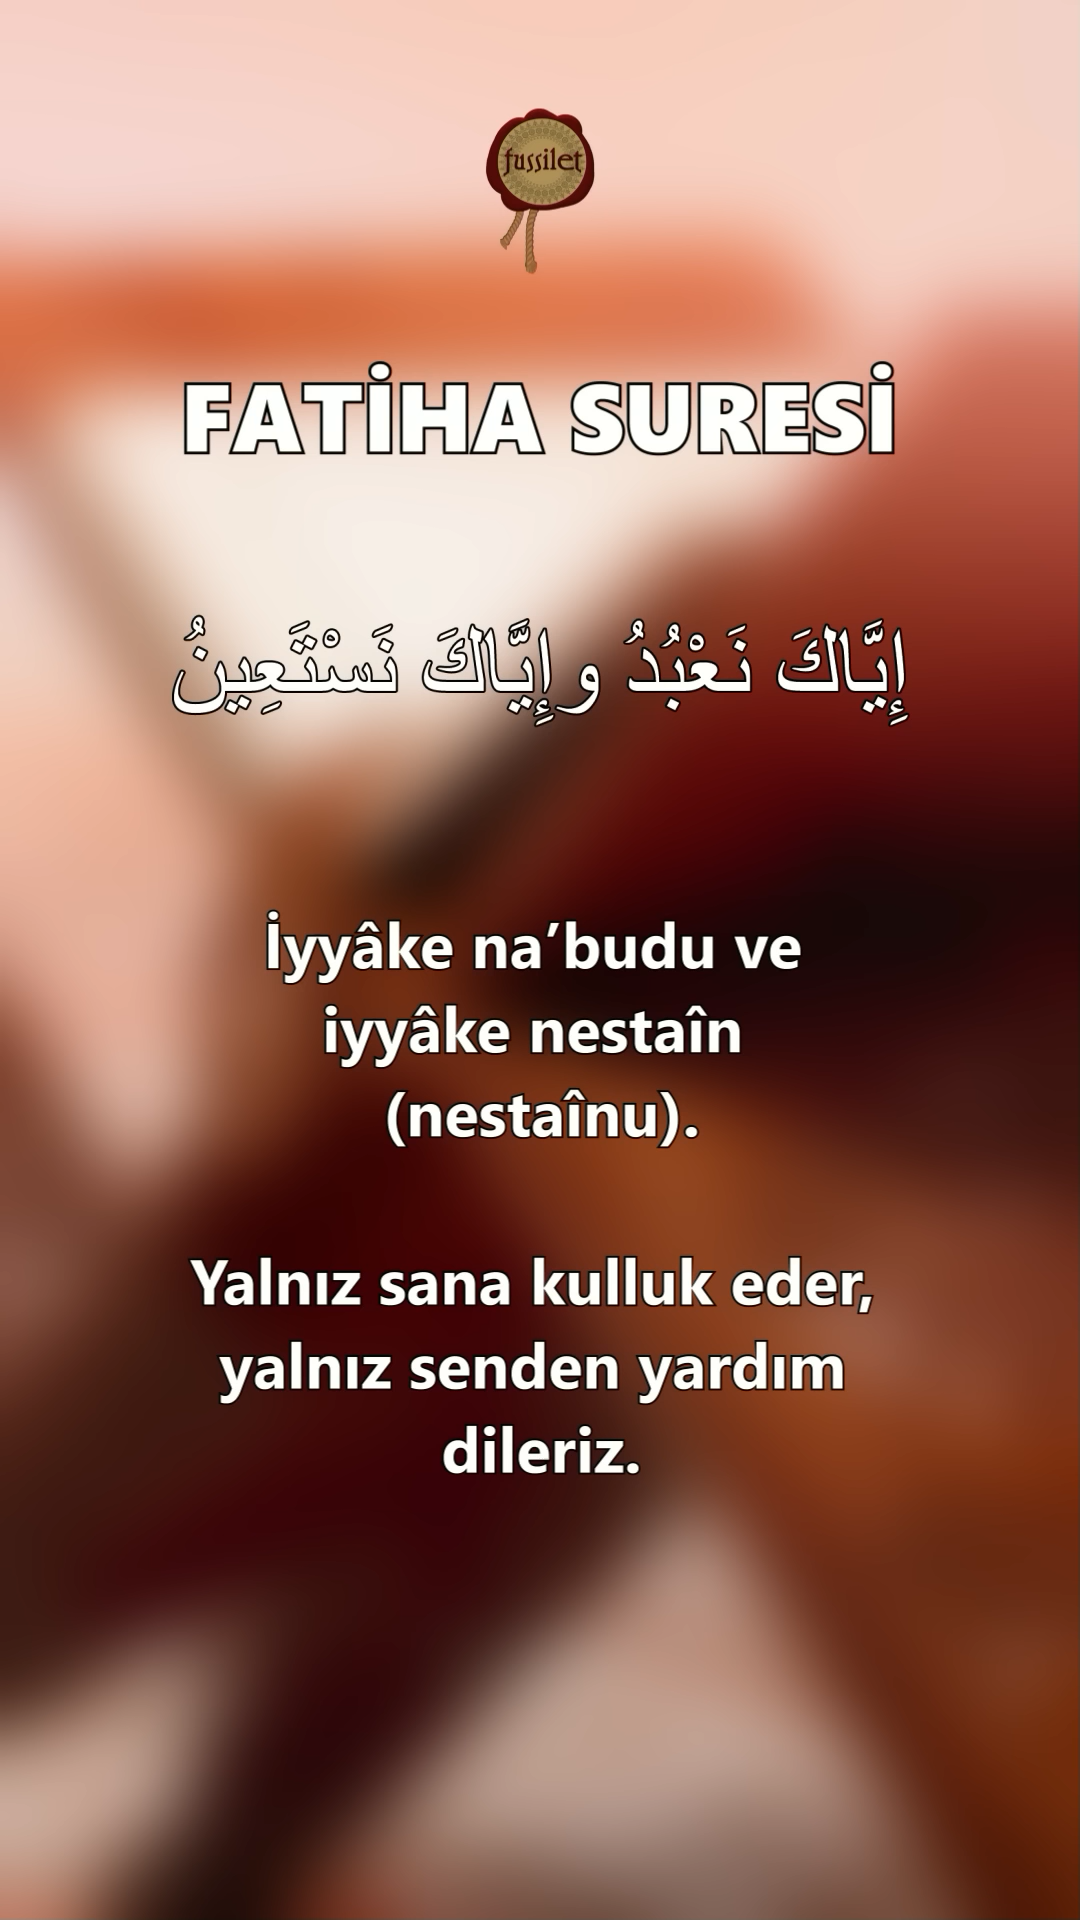 fussilet
FATİHA SURESİ
إِيَّاكَ نَعْبُدُ وإِيَّاكَ نَسْتَعِينُ
İyyâke na’budu ve
iyyâke nestaîn
(nestaînu).
Yalnız sana kulluk eder,
yalnız senden yardım
dileriz.